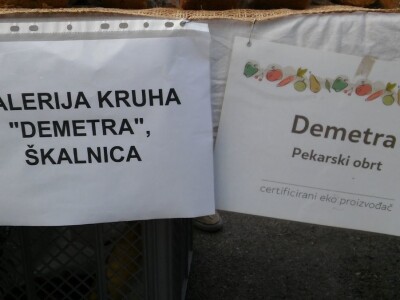 ALERIJA KRUHA
"DEMETRA",
ŠKALNICA
Demetra
Pekarski obrt
certificirani eko proizvođač